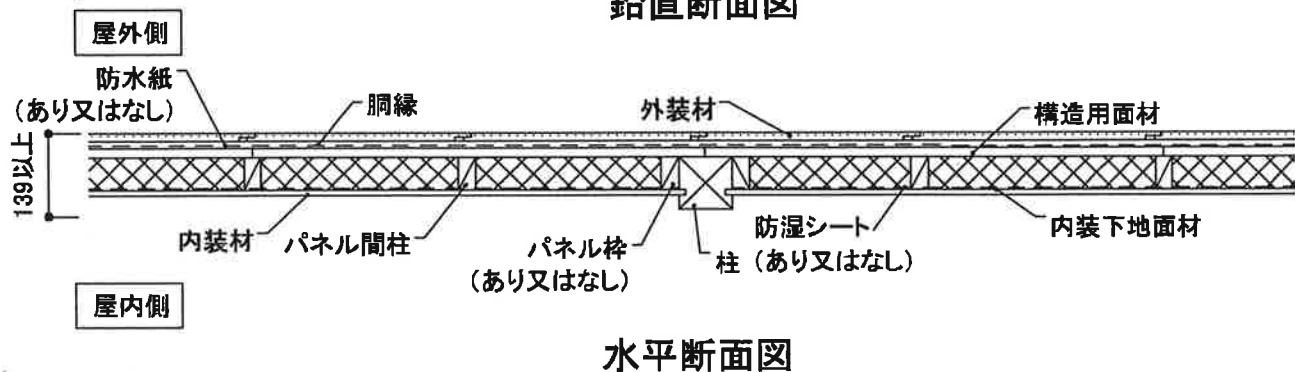 鉛直断面図
屋外側
防水紙
(あり又はなし)
胴縁
外装材
構造用面材
139以上
内装材
パネル間柱
パネル枠
(あり又はなし)
柱
防湿シート
(あり又はなし)
内装下地面材
屋内側
水平断面図